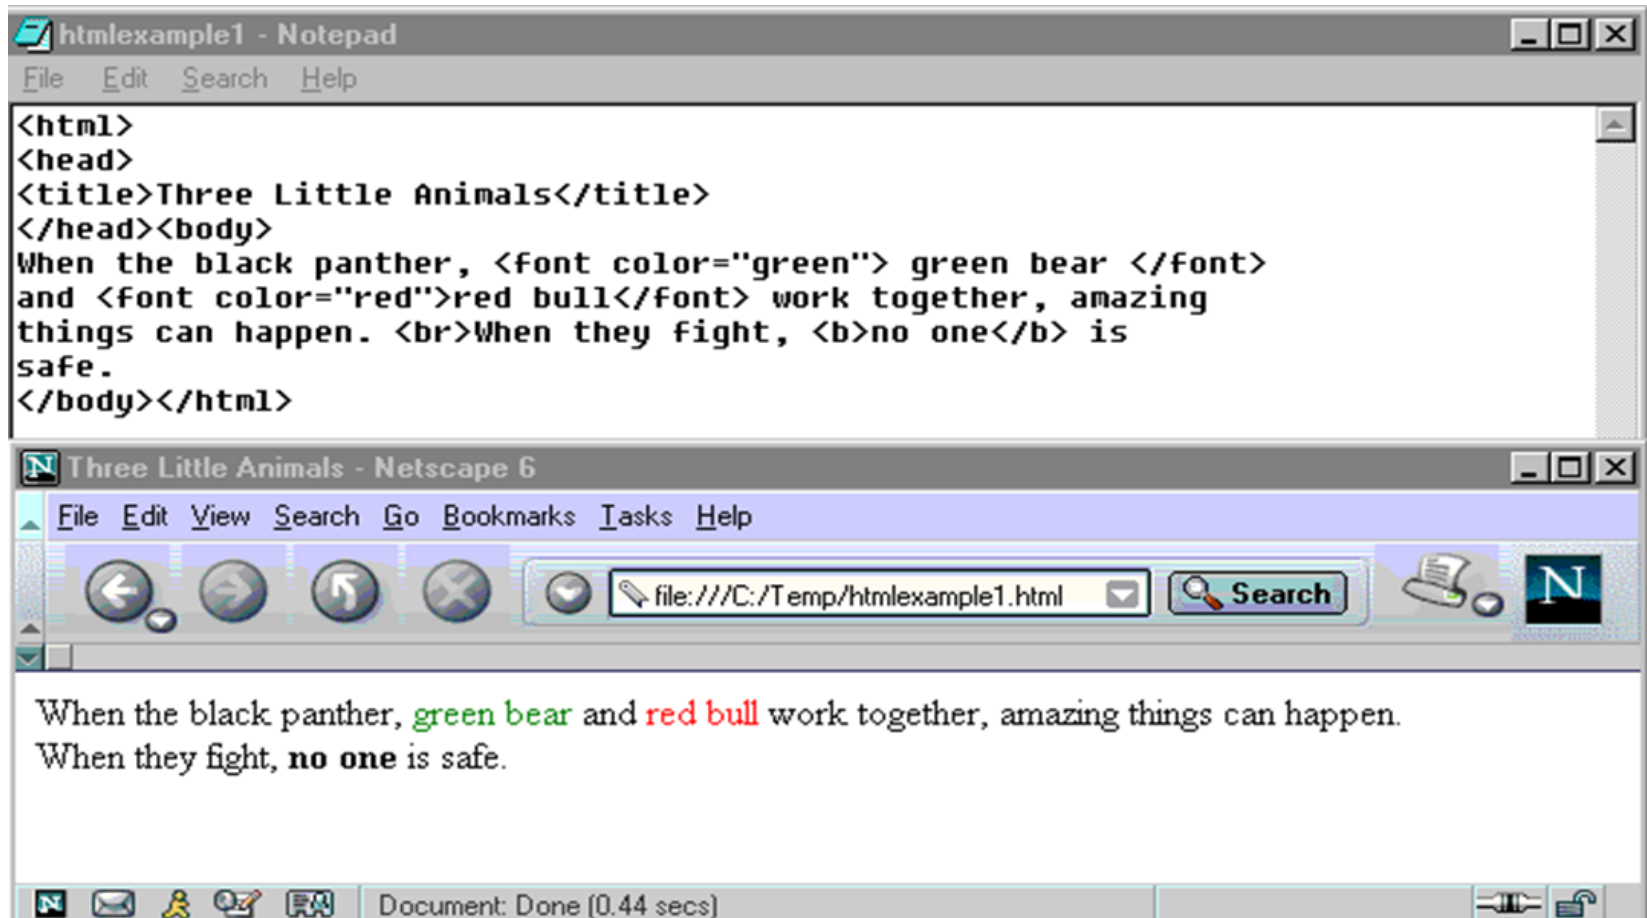 htmlexample1 - Notepad
File Edit Search Help
<html>
<head>
<title>Three Little Animals</title>
</head><body>
When the black panther, <font color="green"> green bear </font>
and <font color="red">red bull</font> work together, amazing
things can happen. <br>When they fight, <b>no one</b> is
safe.
</body></html>
N Three Little Animals - Netscape 6
File Edit View Search Go Bookmarks Tasks Help
file:///C:/Temp/htmlexample1.html Search N
When the black panther, green bear and red bull work together, amazing things can happen.
When they fight, no one is safe.
N Document: Done (0.44 secs)